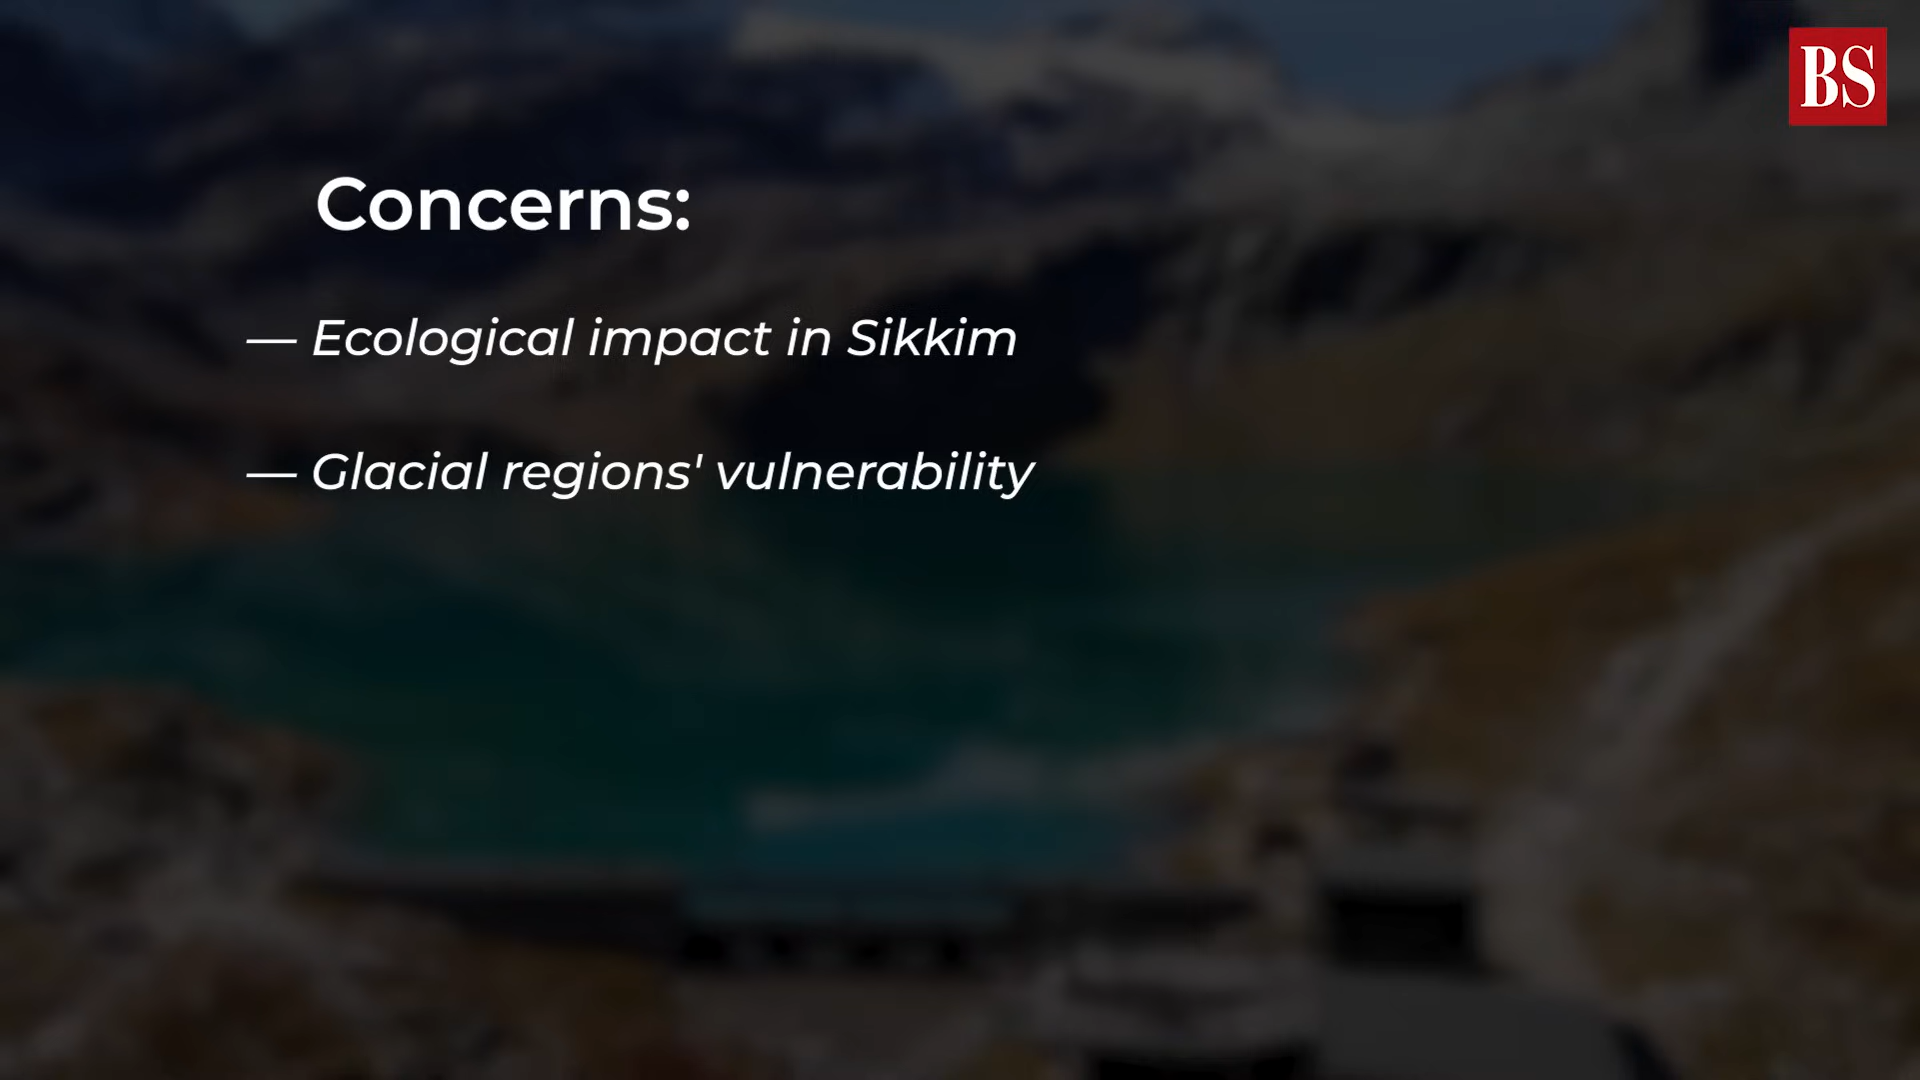 BS
Concerns:
— Ecological impact in Sikkim
— Glacial regions' vulnerability